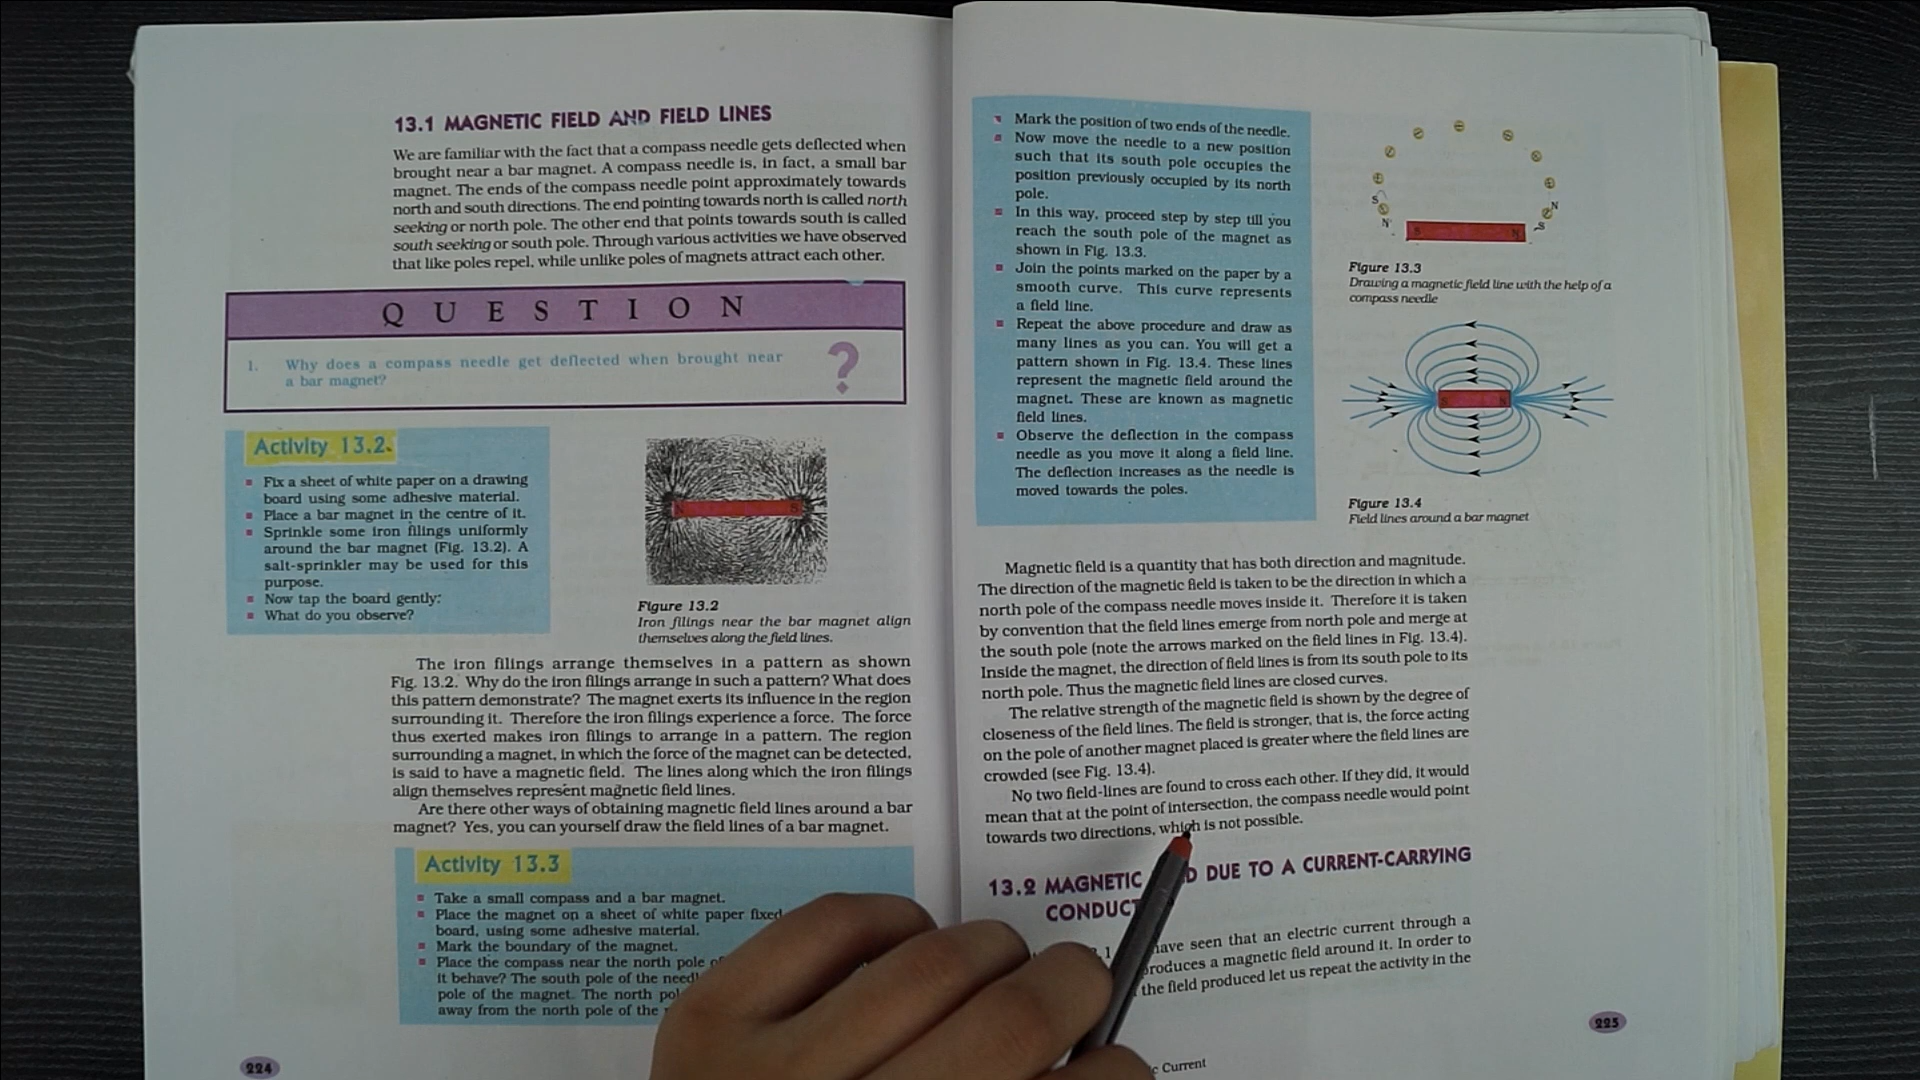 13.1 MAGNETIC FIELD AND FIELD LINES
We are familiar with the fact that a compass needle gets deflected when
brought near a bar magnet. A compass needle is, in fact, a small bar
magnet. The ends of the compass needle point approximately towards
north and south directions. The end pointing towards north is called north
seeking or north pole. The other end that points towards south is called
south seeking or south pole. Through various activities we have observed
that like poles repel, while unlike poles of magnets attract each other.
QUESTION
1. Why does a compass needle get deflected when brought near
a bar magnet?
?
Activity 13.2
Fix a sheet of white paper on a drawing
board using some adhesive material.
Place a bar magnet in the centre of it.
Sprinkle some iron filings uniformly
around the bar magnet (Fig. 13.2). A
salt-sprinkler may be used for this
purpose.
Now tap the board gently.
What do you observe?
N S
Figure 13.2
Iron filings near the bar magnet align
themselves along the field lines.
The iron filings arrange themselves in a pattern as shown
Fig. 13.2. Why do the iron filings arrange in such a pattern? What does
this pattern demonstrate? The magnet exerts its influence in the region
surrounding it. Therefore the iron filings experience a force. The force
thus exerted makes iron filings to arrange in a pattern. The region
surrounding a magnet, in which the force of the magnet can be detected,
is said to have a magnetic field. The lines along which the iron filings
align themselves represent magnetic field lines.
Are there other ways of obtaining magnetic field lines around a bar
magnet? Yes, you can yourself draw the field lines of a bar magnet.
Activity 13.3
Take a small compass and a bar magnet.
Place the magnet on a sheet of white paper fixed
board, using some adhesive material.
Mark the boundary of the magnet.
Place the compass near the north pole of
it behave? The south pole of the
pole of the magnet. The north
away from the north pole of the
224
Mark the position of two ends of the needle.
Now move the needle to a new position
such that its south pole occupies the
position previously occupied by its north
pole.
In this way, proceed step by step till you
reach the south pole of the magnet as
shown in Fig. 13.3.
Join the points marked on the paper by a
smooth curve. This curve represents
a field line.
Repeat the above procedure and draw as
many lines as you can. You will get a
pattern shown in Fig. 13.4. These lines
represent the magnetic field around the
magnet. These are known as magnetic
field lines.
Observe the deflection in the compass
needle as you move it along a field line.
The deflection increases as the needle is
moved towards the poles.
S N
N S
S N
Figure 13.3
Drawing a magnetic field line with the help of a
compass needle
S N
Figure 13.4
Field lines around a bar magnet
Magnetic field is a quantity that has both direction and magnitude.
The direction of the magnetic field is taken to be the direction in which a
north pole of the compass needle moves inside it. Therefore it is taken
by convention that the field lines emerge from north pole and merge at
the south pole (note the arrows marked on the field lines in Fig. 13.4).
Inside the magnet, the direction of field lines is from its south pole to its
north pole. Thus the magnetic field lines are closed curves.
The relative strength of the magnetic field is shown by the degree of
closeness of the field lines. The field is stronger, that is, the force acting
on the pole of another magnet placed is greater where the field lines are
crowded (see Fig. 13.4).
No two field-lines are found to cross each other. If they did, it would
mean that at the point of intersection, the compass needle would point
towards two directions, which is not possible.
13.2 MAGNETIC DUE TO A CURRENT-CARRYING
have seen that an electric current through a
produces a magnetic field around it. In order to
the field produced let us repeat the activity in the
Current
225